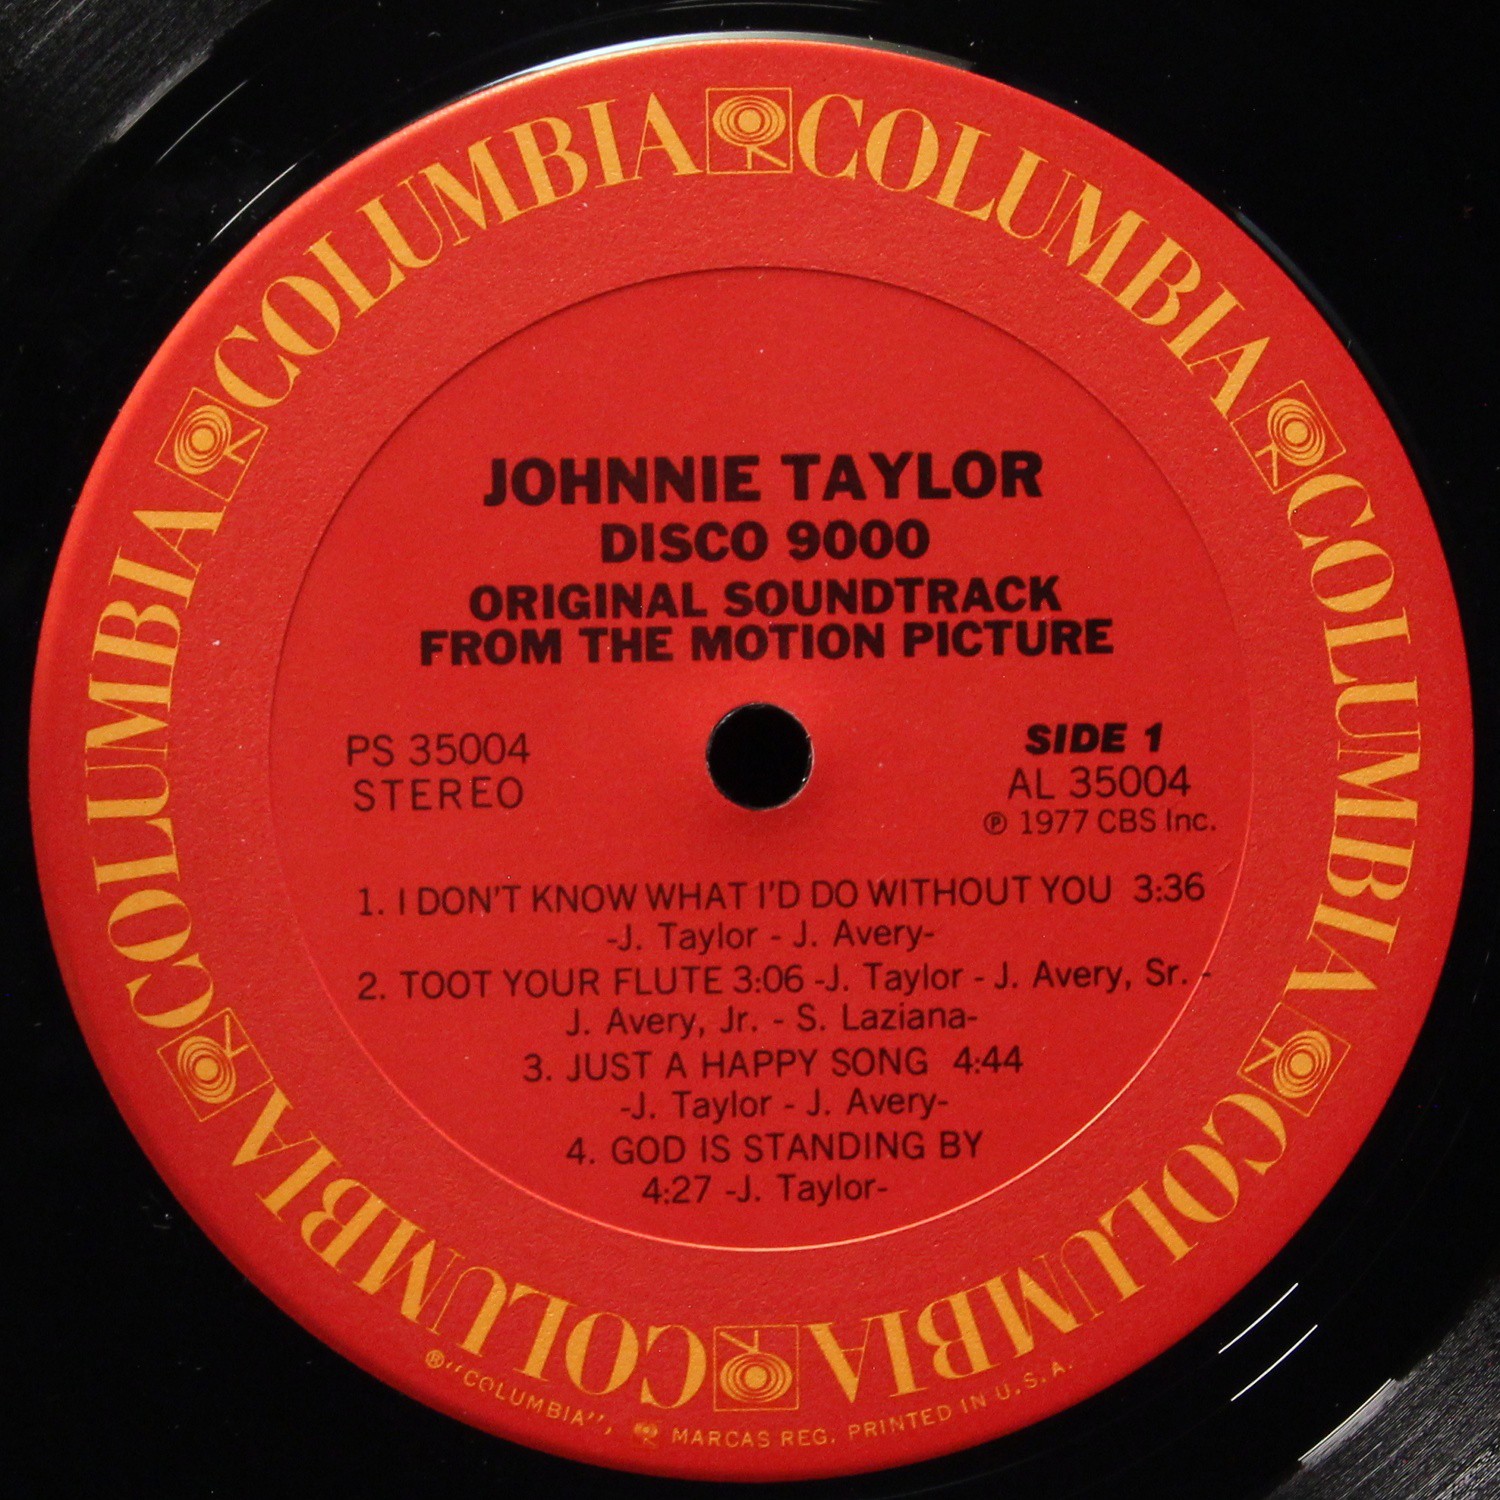 COLUMBIA COLUMBIA COLUMBIA COLUMBIA COLUMBIA COLUMBIA
JOHNNIE TAYLOR
DISCO 9000
ORIGINAL SOUNDTRACK
FROM THE MOTION PICTURE
PS 35004
STEREO
SIDE 1
AL 35004
℗ 1977 CBS Inc.
1. I DON'T KNOW WHAT I'D DO WITHOUT YOU 3:36
-J. Taylor - J. Avery-
2. TOOT YOUR FLUTE 3:06 -J. Taylor - J. Avery, Sr. -
J. Avery, Jr. - S. Laziana-
3. JUST A HAPPY SONG 4:44
-J. Taylor - J. Avery-
4. GOD IS STANDING BY
4:27 -J. Taylor-
® "COLUMBIA", MARCAS REG. PRINTED IN U.S.A.